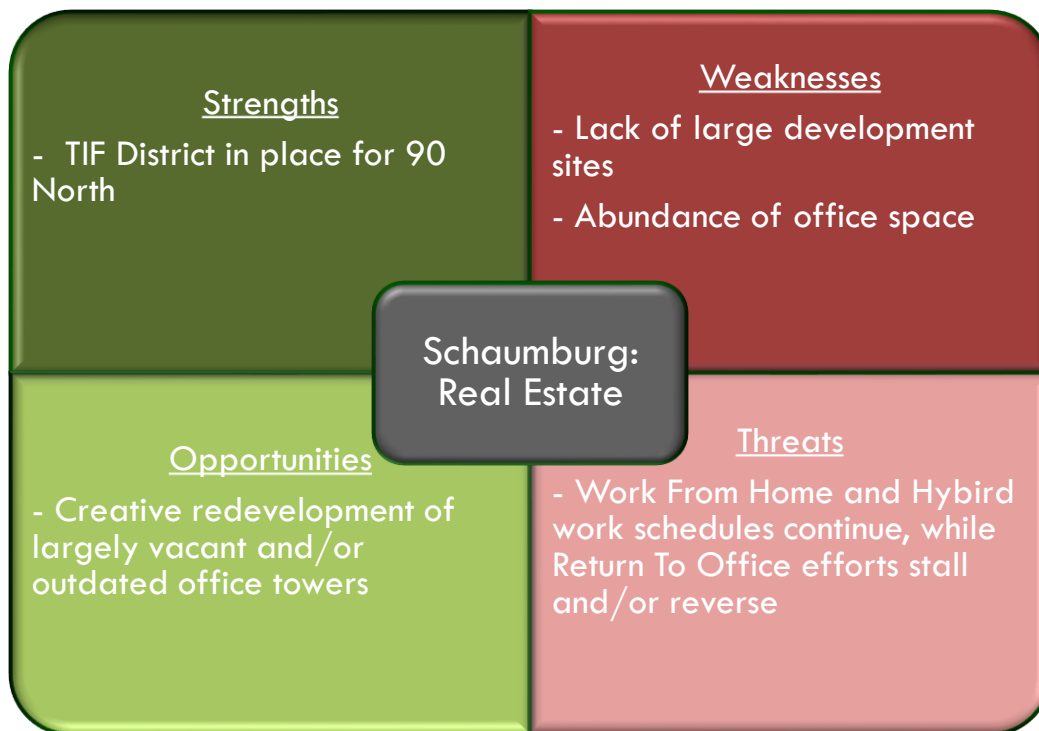 Strengths
- TIF District in place for 90
North
Weaknesses
- Lack of large development
sites
- Abundance of office space
Schaumburg:
Real Estate
Opportunities
- Creative redevelopment of
largely vacant and/or
outdated office towers
Threats
- Work From Home and Hybird
work schedules continue, while
Return To Office efforts stall
and/or reverse